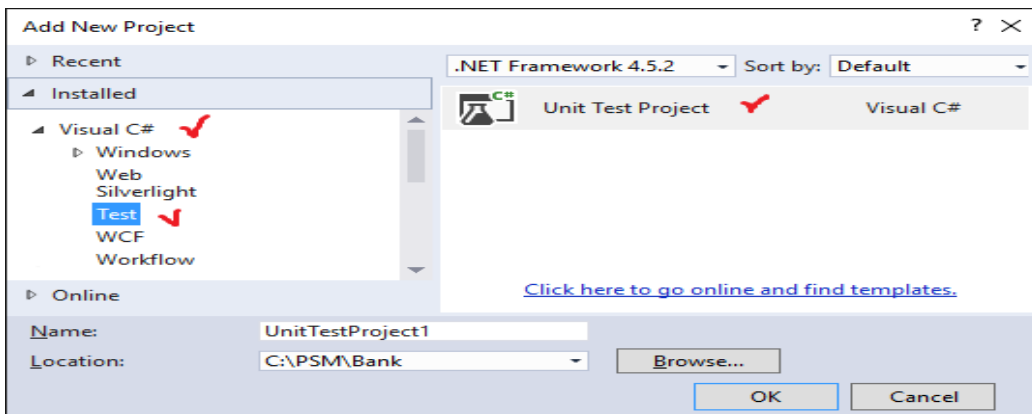 Add New Project ? ✕
Recent
.NET Framework 4.5.2 Sort by: Default
Installed
C#
Unit Test Project Visual C#
Visual C#
Windows
Web
Silverlight
Test
WCF
Workflow
Online
Click here to go online and find templates.
Name: UnitTestProject1
Location: C:\PSM\Bank Browse...
OK Cancel